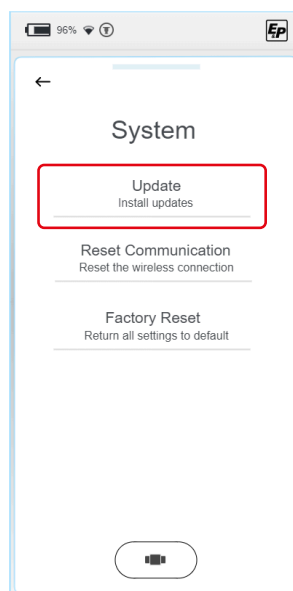 96%
EP
System
Update
Install updates
Reset Communication
Reset the wireless connection
Factory Reset
Return all settings to default